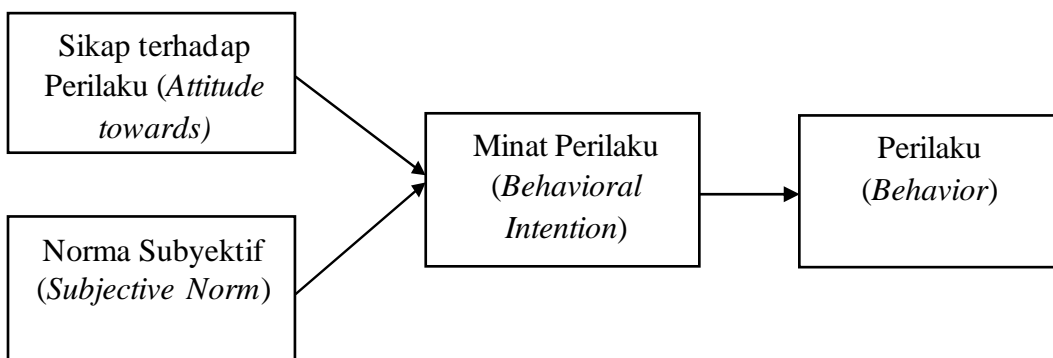 Sikap terhadap
Perilaku (Attitude
towards)
Norma Subyektif
(Subjective Norm)
Minat Perilaku
(Behavioral
Intention)
Perilaku
(Behavior)